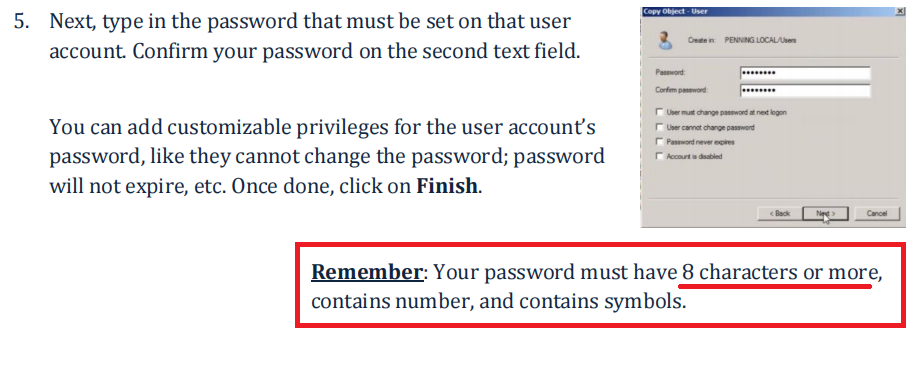 5. Next, type in the password that must be set on that user
account. Confirm your password on the second text field.
You can add customizable privileges for the user account's
password, like they cannot change the password; password
will not expire, etc. Once done, click on Finish.
Copy Object - User
Create in: PENNING.LOCAL/Users
Password: ••••••••
Confirm password: ••••••••
User must change password at next logon
User cannot change password
Password never expires
Account is disabled
< Back Next > Cancel
Remember: Your password must have 8 characters or more,
contains number, and contains symbols.